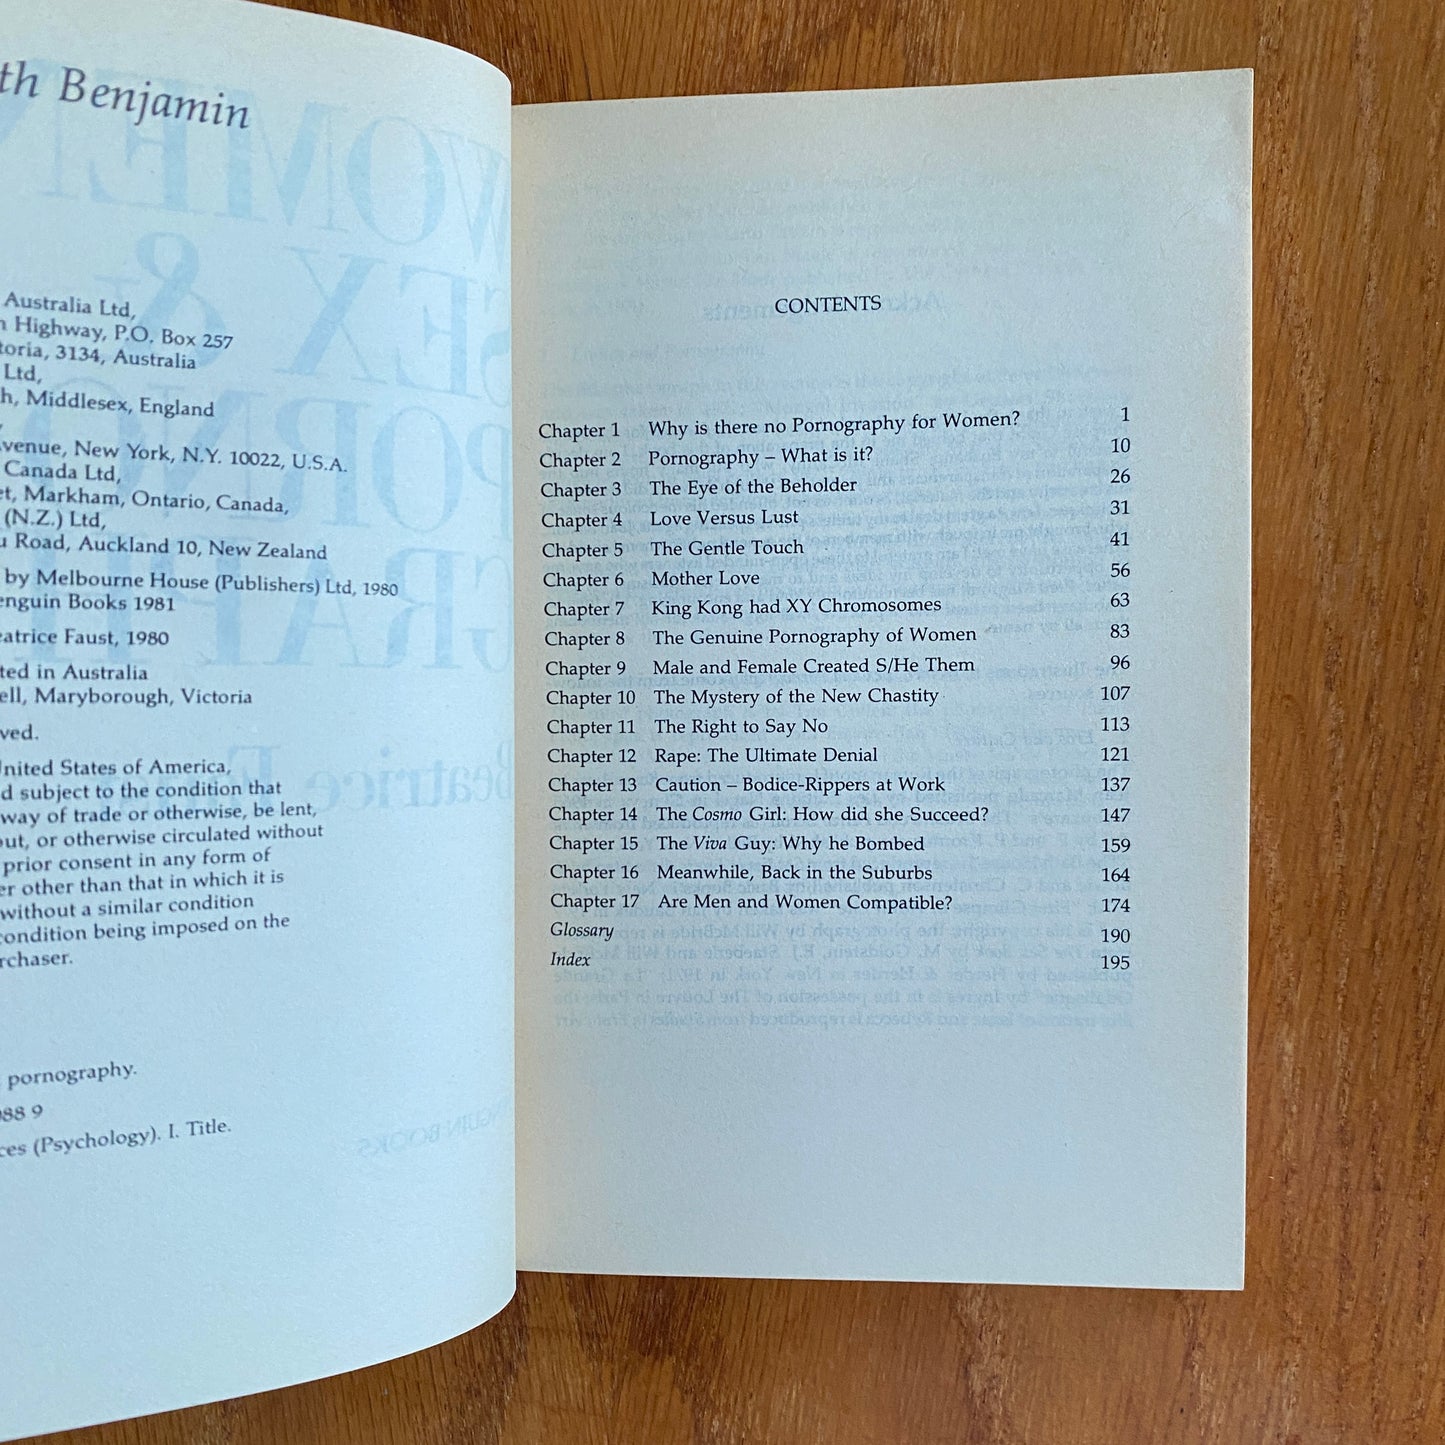 th Benjamin
Australia Ltd,
n Highway, P.O. Box 257
toria, 3134, Australia
Ltd,
h, Middlesex, England
venue, New York, N.Y. 10022, U.S.A.
Canada Ltd,
et, Markham, Ontario, Canada,
(N.Z.) Ltd,
u Road, Auckland 10, New Zealand
by Melbourne House (Publishers) Ltd, 1980
enguin Books 1981
eatrice Faust, 1980
ted in Australia
ell, Maryborough, Victoria
ved.
nited States of America,
d subject to the condition that
way of trade or otherwise, be lent,
out, or otherwise circulated without
prior consent in any form of
er other than that in which it is
without a similar condition
condition being imposed on the
rchaser.
pornography.
988 9
ces (Psychology). I. Title.
CONTENTS
Chapter 1 Why is there no Pornography for Women? 1
Chapter 2 Pornography – What is it? 10
Chapter 3 The Eye of the Beholder 26
Chapter 4 Love Versus Lust 31
Chapter 5 The Gentle Touch 41
Chapter 6 Mother Love 56
Chapter 7 King Kong had XY Chromosomes 63
Chapter 8 The Genuine Pornography of Women 83
Chapter 9 Male and Female Created S/He Them 96
Chapter 10 The Mystery of the New Chastity 107
Chapter 11 The Right to Say No 113
Chapter 12 Rape: The Ultimate Denial 121
Chapter 13 Caution – Bodice-Rippers at Work 137
Chapter 14 The Cosmo Girl: How did she Succeed? 147
Chapter 15 The Viva Guy: Why he Bombed 159
Chapter 16 Meanwhile, Back in the Suburbs 164
Chapter 17 Are Men and Women Compatible? 174
Glossary 190
Index 195